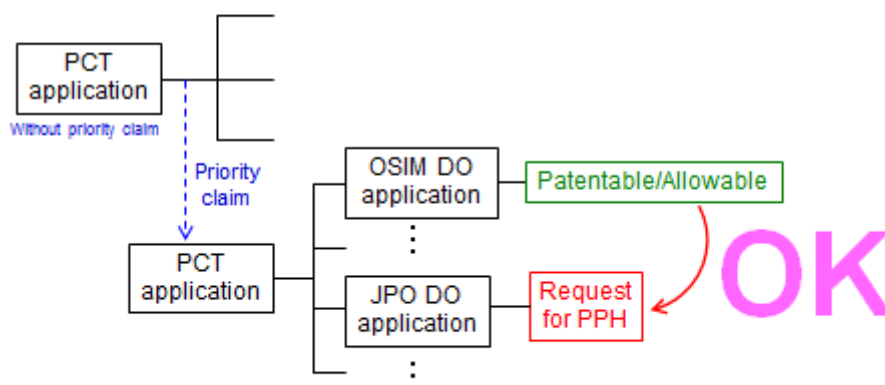 PCT
application
Without priority claim
Priority
claim
OSIM DO
application
Patentable/Allowable
OK
PCT
application
JPO DO
application
Request
for PPH